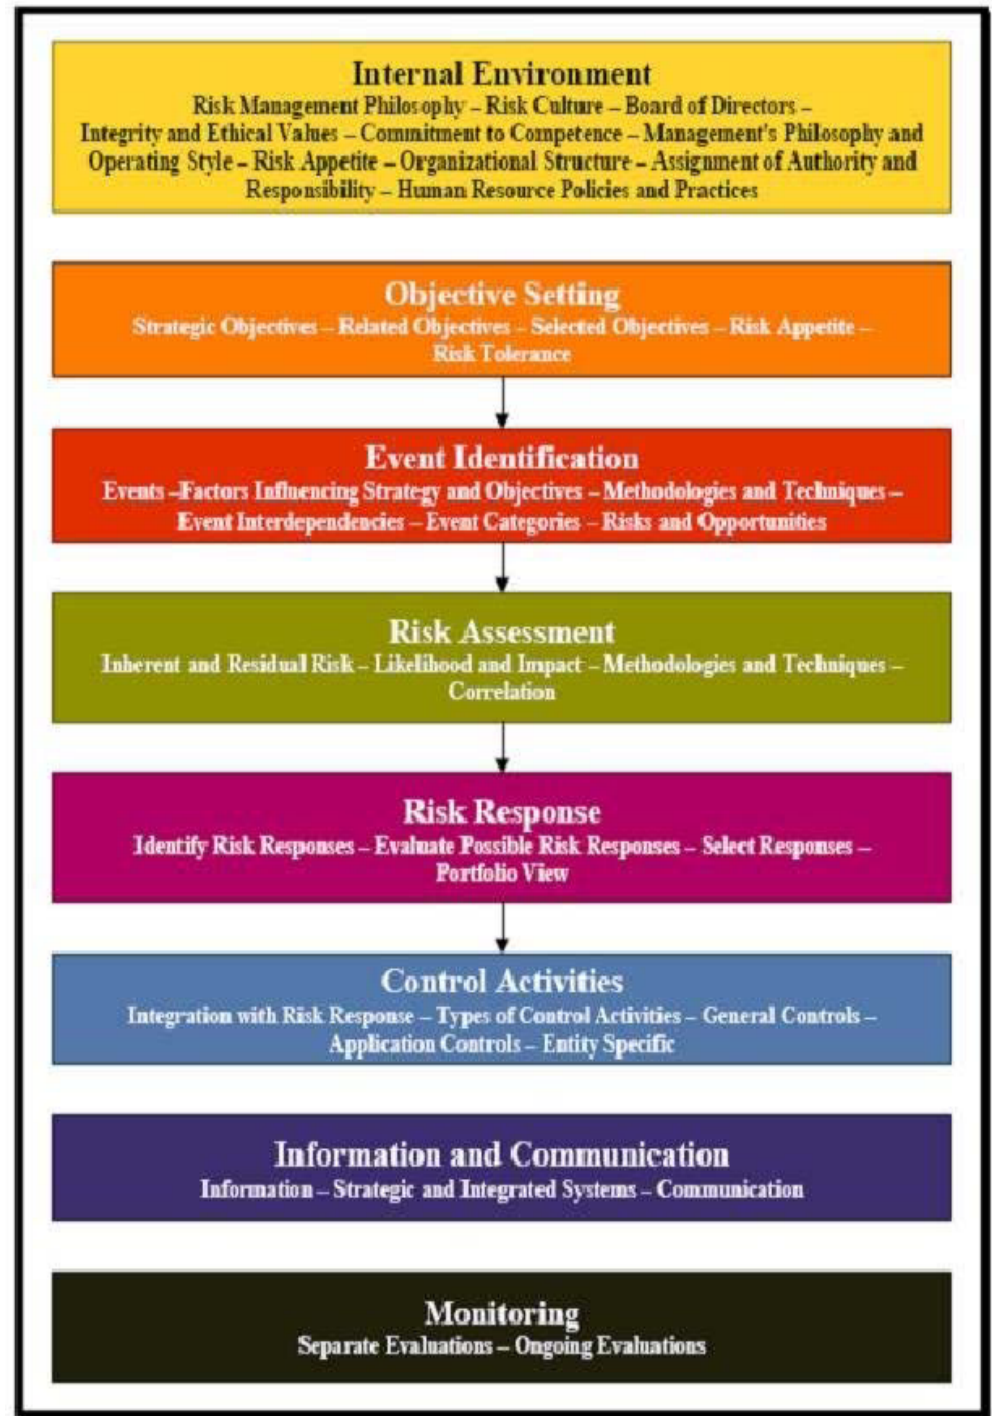 Internal Environment
Risk Management Philosophy – Risk Culture – Board of Directors –
Integrity and Ethical Values – Commitment to Competence – Management's Philosophy and
Operating Style – Risk Appetite – Organizational Structure – Assignment of Authority and
Responsibility – Human Resource Policies and Practices
Objective Setting
Strategic Objectives – Related Objectives – Selected Objectives – Risk Appetite –
Risk Tolerance
Event Identification
Events –Factors Influencing Strategy and Objectives – Methodologies and Techniques –
Event Interdependencies – Event Categories – Risks and Opportunities
Risk Assessment
Inherent and Residual Risk – Likelihood and Impact – Methodologies and Techniques –
Correlation
Risk Response
Identify Risk Responses – Evaluate Possible Risk Responses – Select Responses –
Portfolio View
Control Activities
Integration with Risk Response – Types of Control Activities – General Controls –
Application Controls – Entity Specific
Information and Communication
Information – Strategic and Integrated Systems – Communication
Monitoring
Separate Evaluations – Ongoing Evaluations